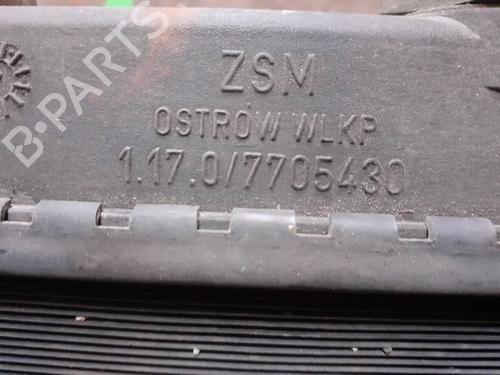 ZSM
OSTRÓW WLKP
1.17.0/7705430
B-PARTS